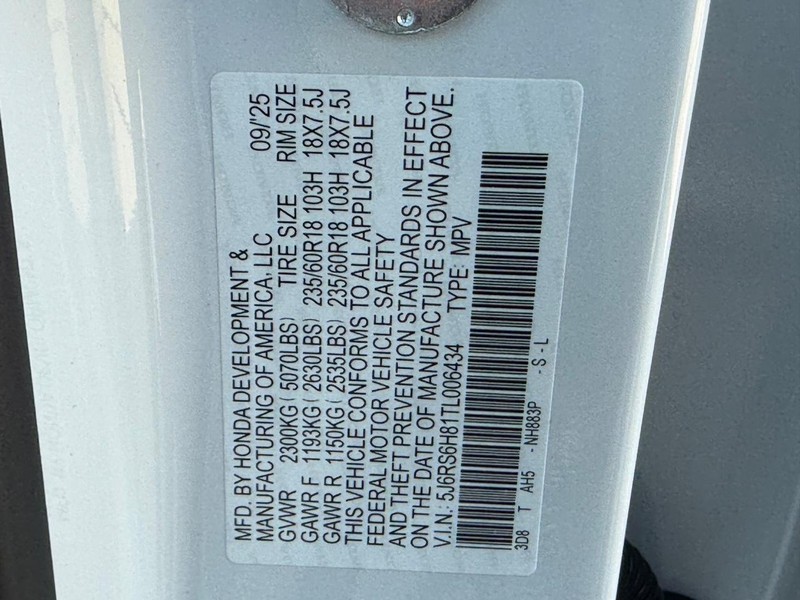 MFD. BY HONDA DEVELOPMENT &
MANUFACTURING OF AMERICA, LLC 09/'25
GVWR 2300KG ( 5070LBS) TIRE SIZE RIM SIZE
GAWR F 1193KG ( 2630LBS) 235/60R18 103H 18X7.5J
GAWR R 1150KG ( 2535LBS) 235/60R18 103H 18X7.5J
THIS VEHICLE CONFORMS TO ALL APPLICABLE
FEDERAL MOTOR VEHICLE SAFETY
AND THEFT PREVENTION STANDARDS IN EFFECT
ON THE DATE OF MANUFACTURE SHOWN ABOVE.
V.I.N.: 5J6RS6H81TL006434 TYPE: MPV
3D8 T AH5 - NH883P - S - L